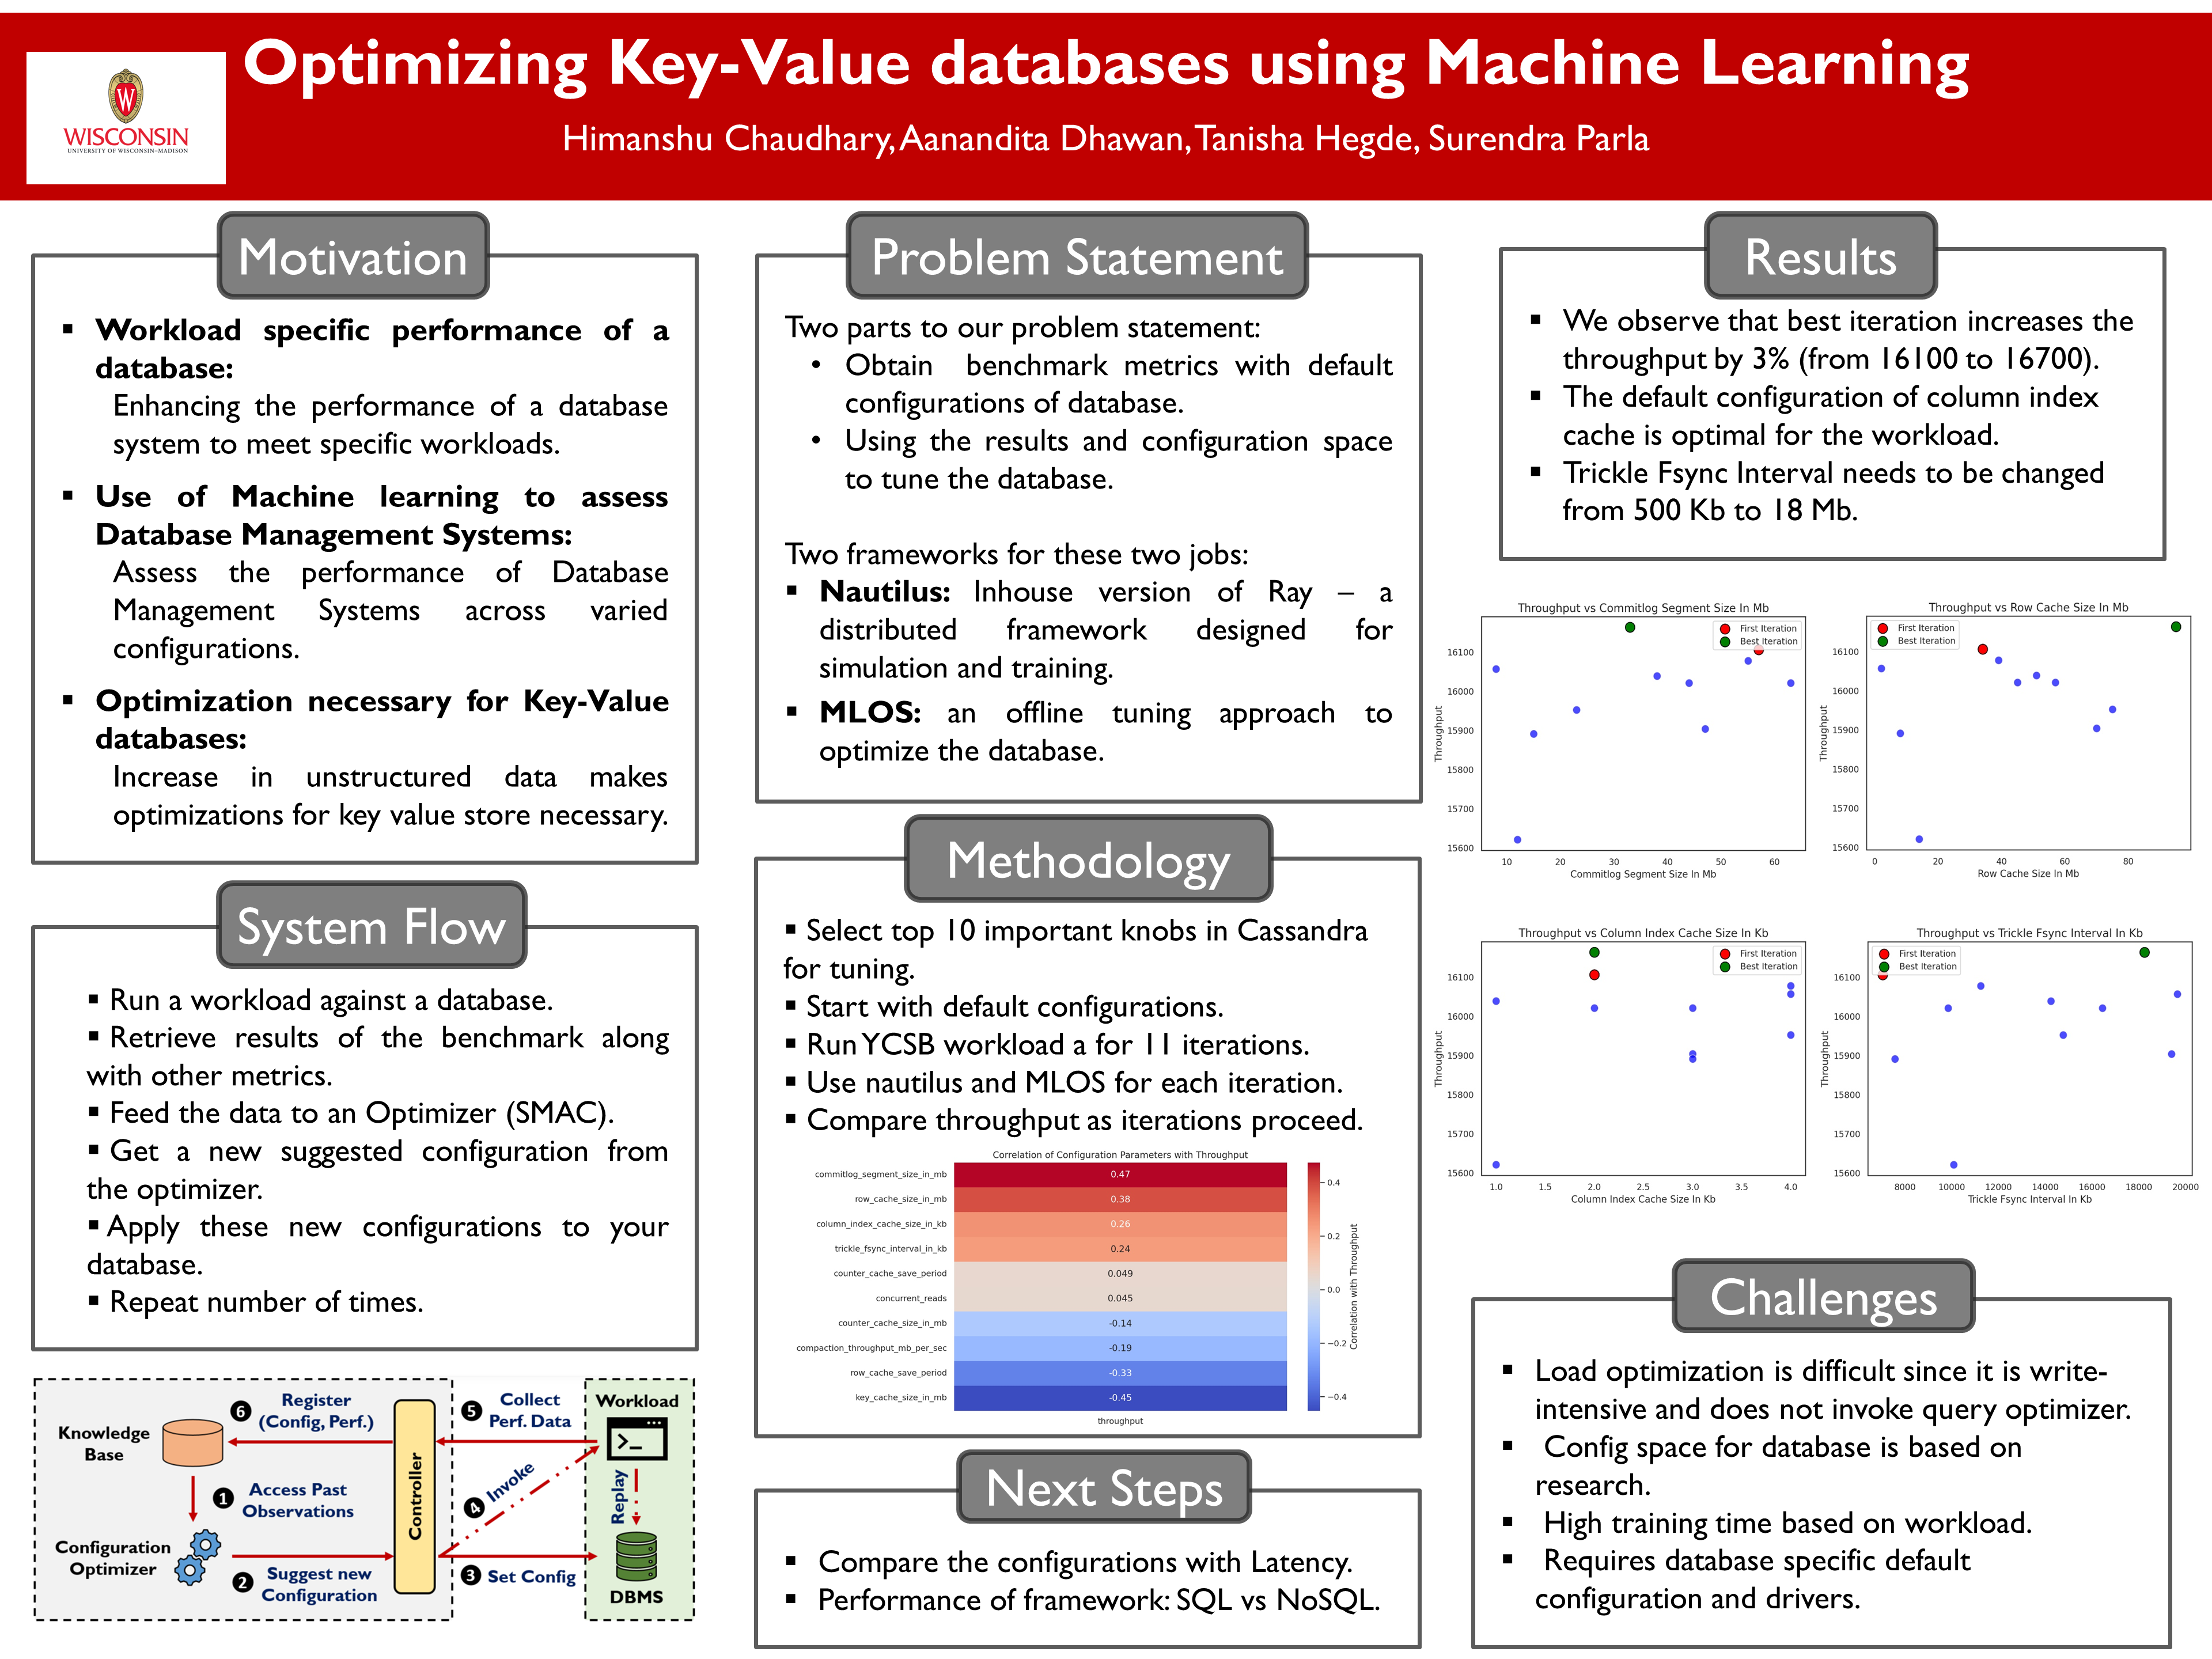 Optimizing Key-Value databases using Machine Learning
WISCONSIN
UNIVERSITY OF WISCONSIN–MADISON
Himanshu Chaudhary, Aanandita Dhawan, Tanisha Hegde, Surendra Parla
Motivation
▪ Workload specific performance of a
database:
Enhancing the performance of a database
system to meet specific workloads.
▪ Use of Machine learning to assess
Database Management Systems:
Assess the performance of Database
Management Systems across varied
configurations.
▪ Optimization necessary for Key-Value
databases:
Increase in unstructured data makes
optimizations for key value store necessary.
System Flow
▪ Run a workload against a database.
▪ Retrieve results of the benchmark along
with other metrics.
▪ Feed the data to an Optimizer (SMAC).
▪ Get a new suggested configuration from
the optimizer.
▪ Apply these new configurations to your
database.
▪ Repeat number of times.
Knowledge
Base
6 Register
(Config, Perf.)
1 Access Past
Observations
Configuration
Optimizer
2 Suggest new
Configuration
Controller
5 Collect
Perf. Data
4 Invoke
3 Set Config
Workload
Replay
DBMS
Problem Statement
Two parts to our problem statement:
• Obtain benchmark metrics with default
configurations of database.
• Using the results and configuration space
to tune the database.
Two frameworks for these two jobs:
▪ Nautilus: Inhouse version of Ray – a
distributed framework designed for
simulation and training.
▪ MLOS: an offline tuning approach to
optimize the database.
Methodology
▪ Select top 10 important knobs in Cassandra
for tuning.
▪ Start with default configurations.
▪ Run YCSB workload a for 11 iterations.
▪ Use nautilus and MLOS for each iteration.
▪ Compare throughput as iterations proceed.
Correlation of Configuration Parameters with Throughput
commitlog_segment_size_in_mb 0.47
row_cache_size_in_mb 0.38
column_index_cache_size_in_kb 0.26
trickle_fsync_interval_in_kb 0.24
counter_cache_save_period 0.049
concurrent_reads 0.045
counter_cache_size_in_mb -0.14
compaction_throughput_mb_per_sec -0.19
row_cache_save_period -0.33
key_cache_size_in_mb -0.45
throughput
0.4
0.2
0.0
−0.2
−0.4
Correlation with Throughput
Next Steps
▪ Compare the configurations with Latency.
▪ Performance of framework: SQL vs NoSQL.
Results
▪ We observe that best iteration increases the
throughput by 3% (from 16100 to 16700).
▪ The default configuration of column index
cache is optimal for the workload.
▪ Trickle Fsync Interval needs to be changed
from 500 Kb to 18 Mb.
Throughput vs Commitlog Segment Size In Mb
First Iteration
Best Iteration
16100
16000
15900
15800
15700
15600
Throughput
10 20 30 40 50 60
Commitlog Segment Size In Mb
Throughput vs Row Cache Size In Mb
First Iteration
Best Iteration
16100
16000
15900
15800
15700
15600
Throughput
0 20 40 60 80
Row Cache Size In Mb
Throughput vs Column Index Cache Size In Kb
First Iteration
Best Iteration
16100
16000
15900
15800
15700
15600
Throughput
1.0 1.5 2.0 2.5 3.0 3.5 4.0
Column Index Cache Size In Kb
Throughput vs Trickle Fsync Interval In Kb
First Iteration
Best Iteration
16100
16000
15900
15800
15700
15600
Throughput
8000 10000 12000 14000 16000 18000 20000
Trickle Fsync Interval In Kb
Challenges
▪ Load optimization is difficult since it is write-
intensive and does not invoke query optimizer.
▪ Config space for database is based on
research.
▪ High training time based on workload.
▪ Requires database specific default
configuration and drivers.